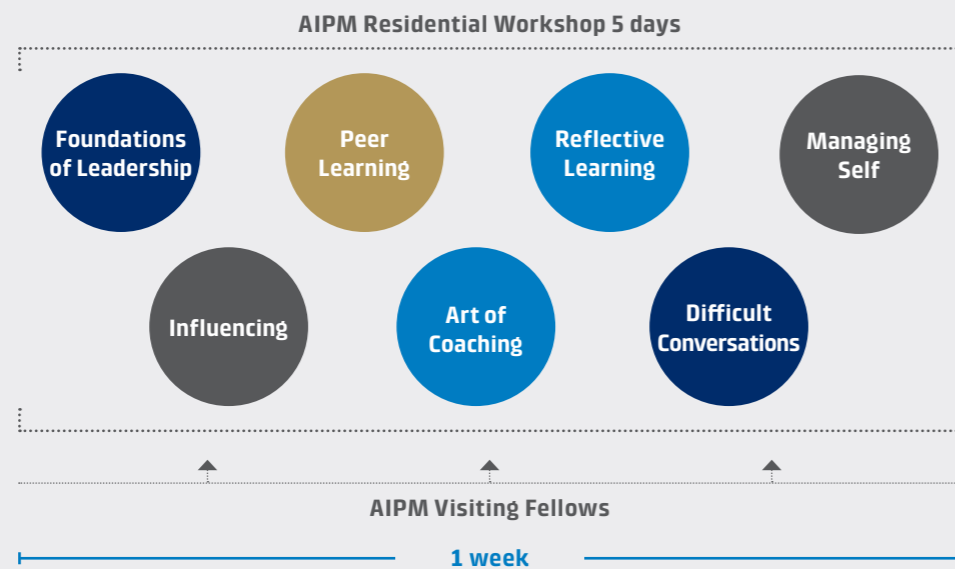 AIPM Residential Workshop 5 days
Foundations
of Leadership
Peer
Learning
Reflective
Learning
Managing
Self
Influencing
Art of
Coaching
Difficult
Conversations
AIPM Visiting Fellows
1 week